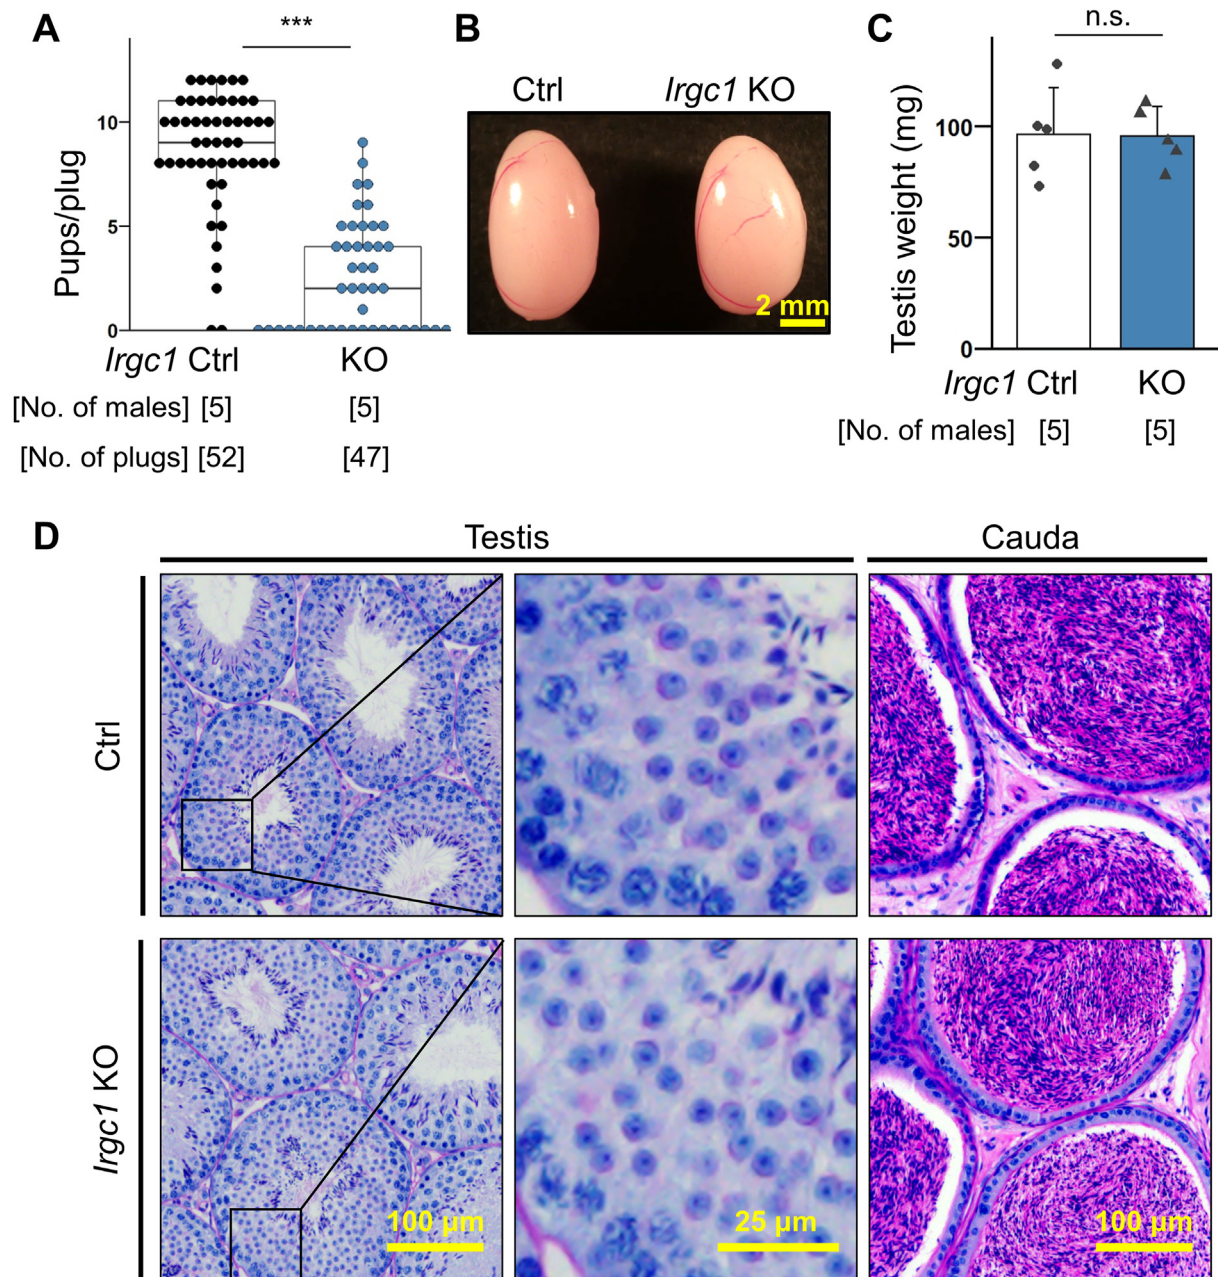 A
***
Pups/plug
10
5
0
Irgc1 Ctrl
KO
[No. of males] [5] [5]
[No. of plugs] [52] [47]
B
Ctrl
Irgc1 KO
2 mm
C
n.s.
Testis weight (mg)
100
50
0
Irgc1 Ctrl
KO
[No. of males] [5] [5]
D
Testis
Cauda
Ctrl
Irgc1 KO
100 µm
25 µm
100 µm